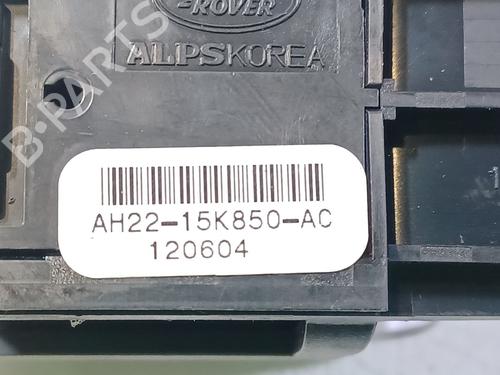 -ROVER
ALPSKOREA
B·PARTS
AH22-15K850-AC
120604